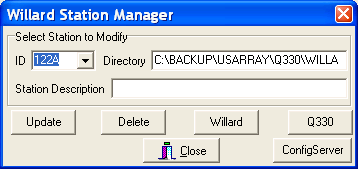 Willard Station Manager
Select Station to Modify
ID 122A Directory C:\BACKUP\USARRAY\Q330\WILLA
Station Description
Update Delete Willard Q330
Close ConfigServer